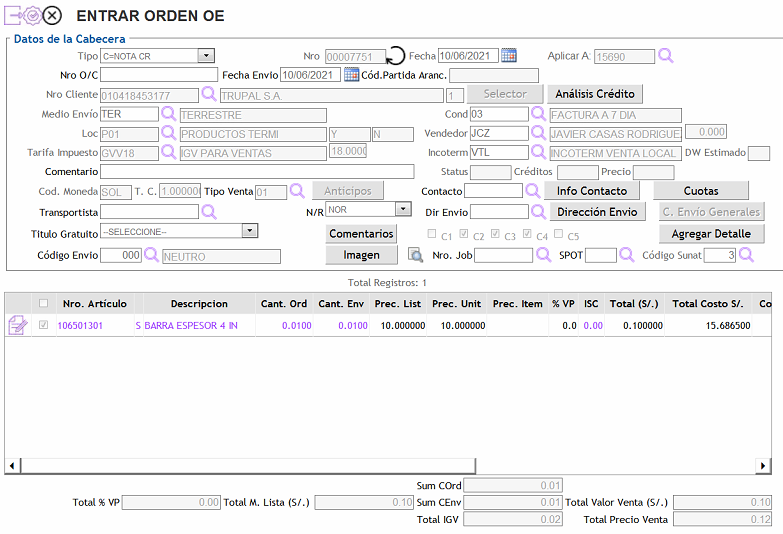 ENTRAR ORDEN OE
Datos de la Cabecera
Tipo C=NOTA CR Nro 00007751 Fecha 10/06/2021 Aplicar A: 15690
Nro O/C Fecha Envio 10/06/2021 Cód.Partida Aranc.
Nro Cliente 010418453177 TRUPAL S.A. 1 Selector Análisis Crédito
Medio Envío TER TERRESTRE Cond 03 FACTURA A 7 DIA
Loc P01 PRODUCTOS TERMI Y N Vendedor JCZ JAVIER CASAS RODRIGUE 0.000
Tarifa Impuesto GVV18 IGV PARA VENTAS 18.0000 Incoterm VTL INCOTERM VENTA LOCAL DW Estimado
Comentario Status Créditos Precio
Cod. Moneda SOL T. C. 1.00000 Tipo Venta 01 Anticipos Contacto Info Contacto Cuotas
Transportista N/R NOR Dir Envio Dirección Envio C. Envío Generales
Titulo Gratuito --SELECCIONE-- Comentarios C1 C2 C3 C4 C5 Agregar Detalle
Código Envio 000 NEUTRO Imagen Nro. Job SPOT Código Sunat 3
Total Registros: 1
Nro. Artículo Descripcion Cant. Ord Cant. Env Prec. List Prec. Unit Prec. Item % VP ISC Total (S/.) Total Costo S/. Co
106501301 S BARRA ESPESOR 4 IN 0.0100 0.0100 10.000000 10.000000 0.0 0.00 0.100000 15.686500
Sum COrd 0.01
Total % VP 0.00 Total M. Lista (S/.) 0.10 Sum CEnv 0.01 Total Valor Venta (S/.) 0.10
Total IGV 0.02 Total Precio Venta 0.12